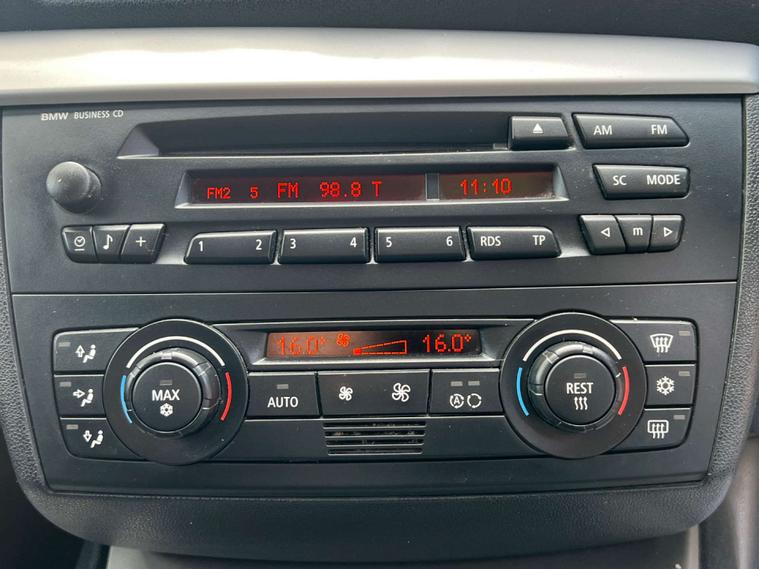 BMW BUSINESS CD
AM FM
SC MODE
FM2 5 FM 98.8 T 11:10
1 2 3 4 5 6 RDS TP m
16.0° 16.0°
MAX AUTO A REST